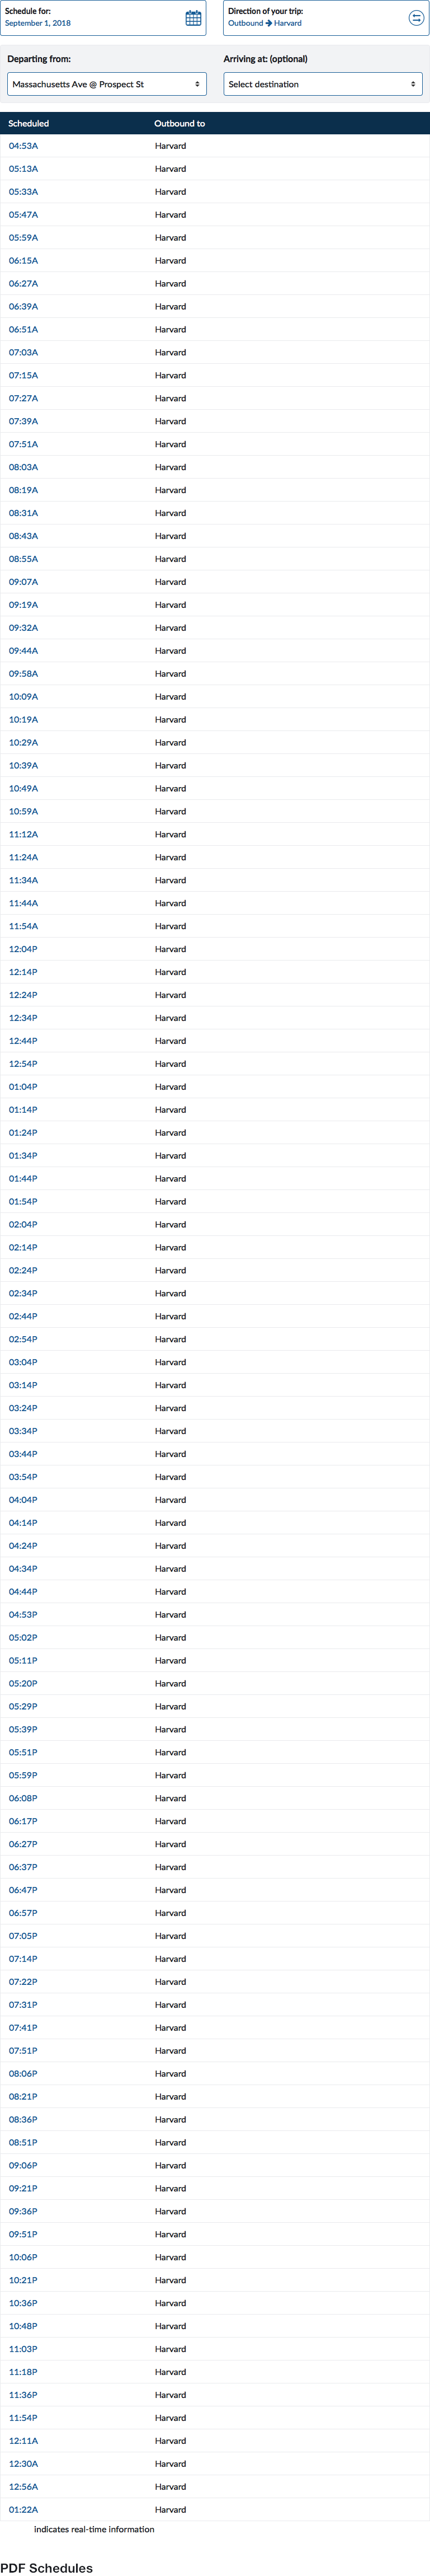 Schedule for:
September 1, 2018
Direction of your trip:
Outbound → Harvard
Departing from:
Massachusetts Ave @ Prospect St
Arriving at: (optional)
Select destination
Scheduled Outbound to
04:53A Harvard
05:13A Harvard
05:33A Harvard
05:47A Harvard
05:59A Harvard
06:15A Harvard
06:27A Harvard
06:39A Harvard
06:51A Harvard
07:03A Harvard
07:15A Harvard
07:27A Harvard
07:39A Harvard
07:51A Harvard
08:03A Harvard
08:19A Harvard
08:31A Harvard
08:43A Harvard
08:55A Harvard
09:07A Harvard
09:19A Harvard
09:32A Harvard
09:44A Harvard
09:58A Harvard
10:09A Harvard
10:19A Harvard
10:29A Harvard
10:39A Harvard
10:49A Harvard
10:59A Harvard
11:12A Harvard
11:24A Harvard
11:34A Harvard
11:44A Harvard
11:54A Harvard
12:04P Harvard
12:14P Harvard
12:24P Harvard
12:34P Harvard
12:44P Harvard
12:54P Harvard
01:04P Harvard
01:14P Harvard
01:24P Harvard
01:34P Harvard
01:44P Harvard
01:54P Harvard
02:04P Harvard
02:14P Harvard
02:24P Harvard
02:34P Harvard
02:44P Harvard
02:54P Harvard
03:04P Harvard
03:14P Harvard
03:24P Harvard
03:34P Harvard
03:44P Harvard
03:54P Harvard
04:04P Harvard
04:14P Harvard
04:24P Harvard
04:34P Harvard
04:44P Harvard
04:53P Harvard
05:02P Harvard
05:11P Harvard
05:20P Harvard
05:29P Harvard
05:39P Harvard
05:51P Harvard
05:59P Harvard
06:08P Harvard
06:17P Harvard
06:27P Harvard
06:37P Harvard
06:47P Harvard
06:57P Harvard
07:05P Harvard
07:14P Harvard
07:22P Harvard
07:31P Harvard
07:41P Harvard
07:51P Harvard
08:06P Harvard
08:21P Harvard
08:36P Harvard
08:51P Harvard
09:06P Harvard
09:21P Harvard
09:36P Harvard
09:51P Harvard
10:06P Harvard
10:21P Harvard
10:36P Harvard
10:48P Harvard
11:03P Harvard
11:18P Harvard
11:36P Harvard
11:54P Harvard
12:11A Harvard
12:30A Harvard
12:56A Harvard
01:22A Harvard
indicates real-time information
PDF Schedules